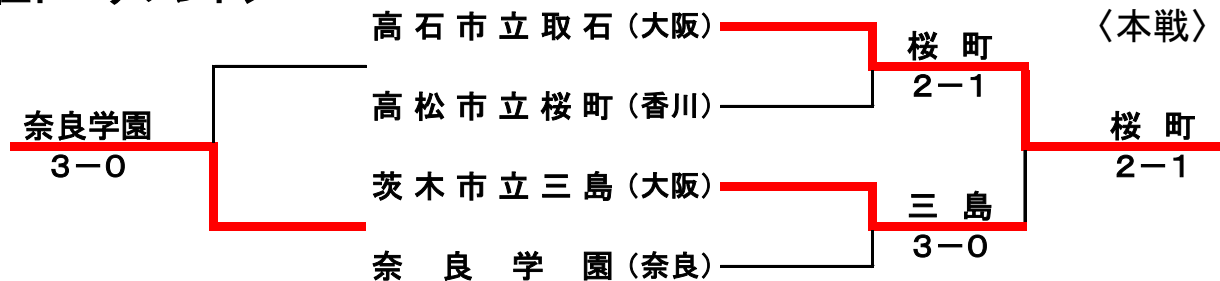 高石市立取石（大阪）
〈本戦〉
桜 町
2－1
高松市立桜町（香川）
奈良学園
3－0
桜 町
2－1
茨木市立三島（大阪）
三 島
3－0
奈 良 学 園（奈良）